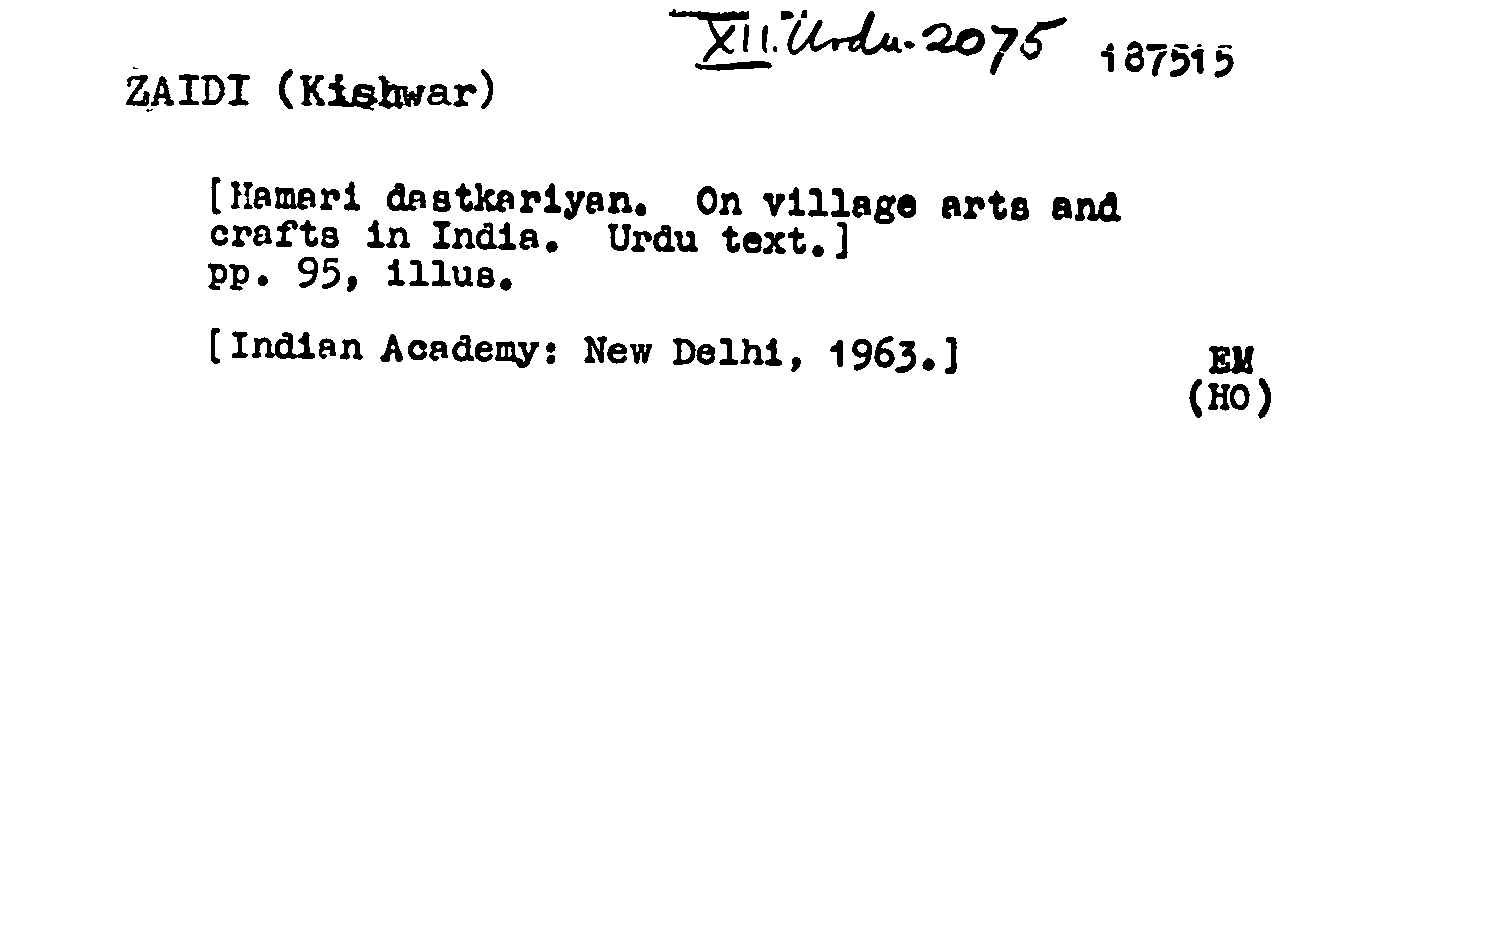 XII. Urdu. 2075 187515
ZAIDI (Kishwar)
[Hamari dastkariyan. On village arts and
crafts in India. Urdu text.]
pp. 95, illus.
[Indian Academy: New Delhi, 1963.]
EM
(HO)